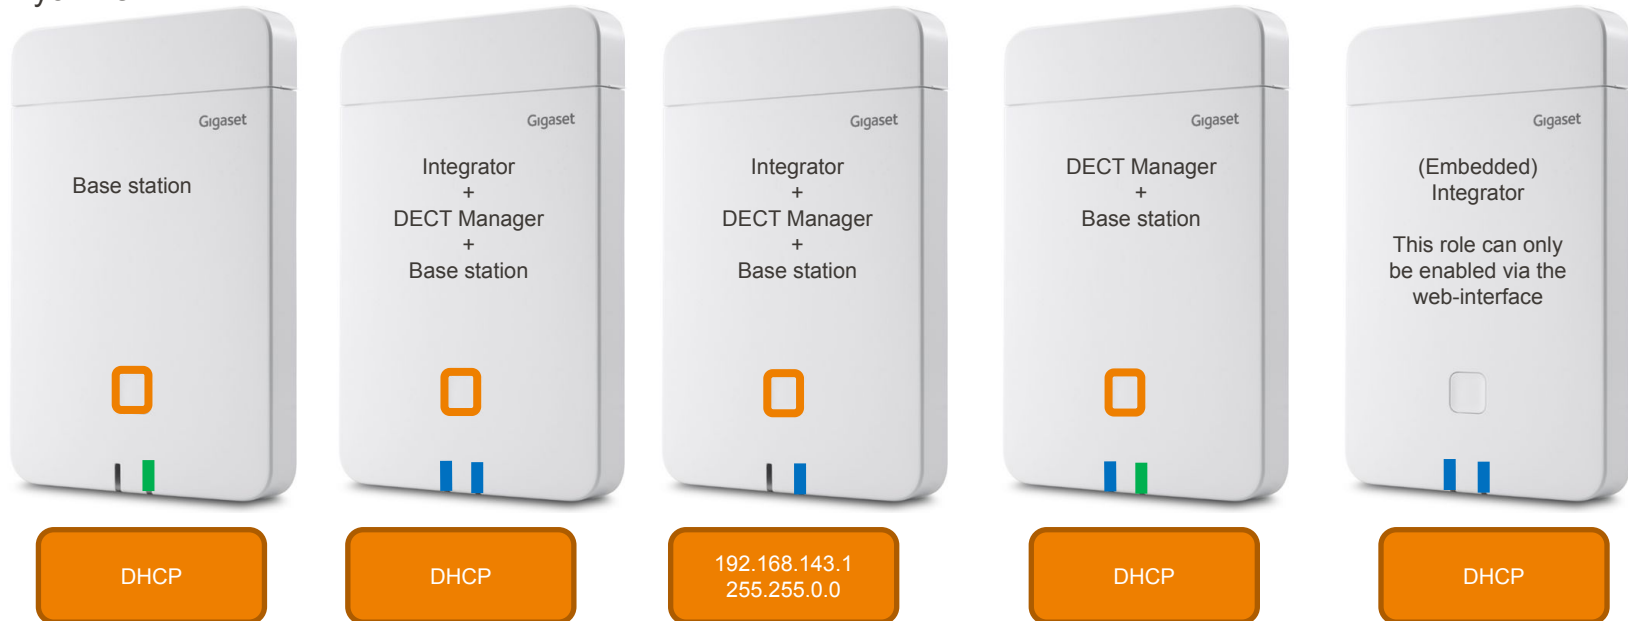 Gigaset
Base station
DHCP
Gigaset
Integrator
+
DECT Manager
+
Base station
DHCP
Gigaset
Integrator
+
DECT Manager
+
Base station
192.168.143.1
255.255.0.0
Gigaset
DECT Manager
+
Base station
DHCP
Gigaset
(Embedded)
Integrator
This role can only
be enabled via the
web-interface
DHCP